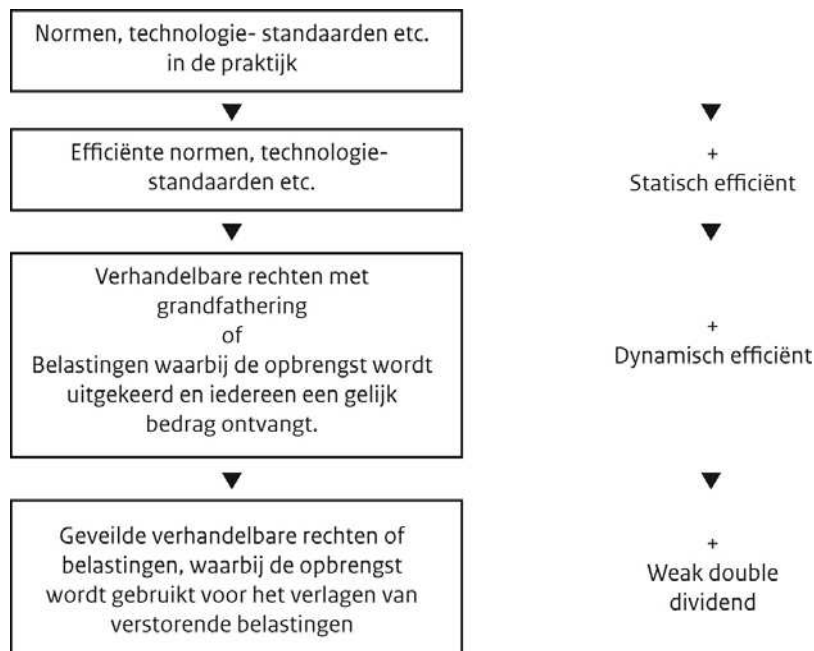 Normen, technologie- standaarden etc.
in de praktijk
▼ ▼
Efficiënte normen, technologie-
standaarden etc.
+
Statisch efficiënt
▼ ▼
Verhandelbare rechten met
grandfathering
of
Belastingen waarbij de opbrengst wordt
uitgekeerd en iedereen een gelijk
bedrag ontvangt.
+
Dynamisch efficiënt
▼ ▼
Geveilde verhandelbare rechten of
belastingen, waarbij de opbrengst
wordt gebruikt voor het verlagen van
verstorende belastingen
+
Weak double
dividend